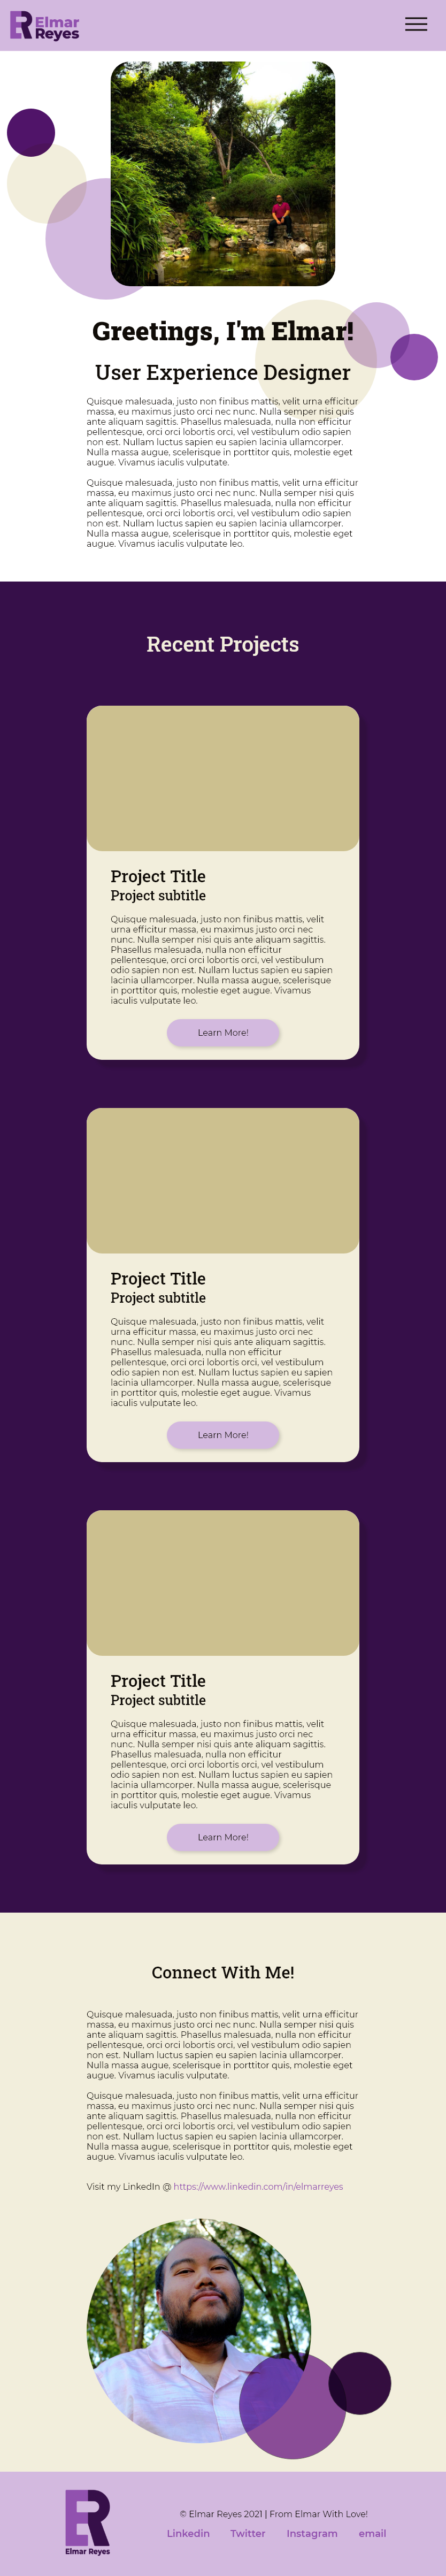 ER Elmar
Reyes
Greetings, I'm Elmar!
User Experience Designer
Quisque malesuada, justo non finibus mattis, velit urna efficitur
massa, eu maximus justo orci nec nunc. Nulla semper nisi quis
ante aliquam sagittis. Phasellus malesuada, nulla non efficitur
pellentesque, orci orci lobortis orci, vel vestibulum odio sapien
non est. Nullam luctus sapien eu sapien lacinia ullamcorper.
Nulla massa augue, scelerisque in porttitor quis, molestie eget
augue. Vivamus iaculis vulputate.
Quisque malesuada, justo non finibus mattis, velit urna efficitur
massa, eu maximus justo orci nec nunc. Nulla semper nisi quis
ante aliquam sagittis. Phasellus malesuada, nulla non efficitur
pellentesque, orci orci lobortis orci, vel vestibulum odio sapien
non est. Nullam luctus sapien eu sapien lacinia ullamcorper.
Nulla massa augue, scelerisque in porttitor quis, molestie eget
augue. Vivamus iaculis vulputate leo.
Recent Projects
Project Title
Project subtitle
Quisque malesuada, justo non finibus mattis, velit
urna efficitur massa, eu maximus justo orci nec
nunc. Nulla semper nisi quis ante aliquam sagittis.
Phasellus malesuada, nulla non efficitur
pellentesque, orci orci lobortis orci, vel vestibulum
odio sapien non est. Nullam luctus sapien eu sapien
lacinia ullamcorper. Nulla massa augue, scelerisque
in porttitor quis, molestie eget augue. Vivamus
iaculis vulputate leo.
Learn More!
Project Title
Project subtitle
Quisque malesuada, justo non finibus mattis, velit
urna efficitur massa, eu maximus justo orci nec
nunc. Nulla semper nisi quis ante aliquam sagittis.
Phasellus malesuada, nulla non efficitur
pellentesque, orci orci lobortis orci, vel vestibulum
odio sapien non est. Nullam luctus sapien eu sapien
lacinia ullamcorper. Nulla massa augue, scelerisque
in porttitor quis, molestie eget augue. Vivamus
iaculis vulputate leo.
Learn More!
Project Title
Project subtitle
Quisque malesuada, justo non finibus mattis, velit
urna efficitur massa, eu maximus justo orci nec
nunc. Nulla semper nisi quis ante aliquam sagittis.
Phasellus malesuada, nulla non efficitur
pellentesque, orci orci lobortis orci, vel vestibulum
odio sapien non est. Nullam luctus sapien eu sapien
lacinia ullamcorper. Nulla massa augue, scelerisque
in porttitor quis, molestie eget augue. Vivamus
iaculis vulputate leo.
Learn More!
Connect With Me!
Quisque malesuada, justo non finibus mattis, velit urna efficitur
massa, eu maximus justo orci nec nunc. Nulla semper nisi quis
ante aliquam sagittis. Phasellus malesuada, nulla non efficitur
pellentesque, orci orci lobortis orci, vel vestibulum odio sapien
non est. Nullam luctus sapien eu sapien lacinia ullamcorper.
Nulla massa augue, scelerisque in porttitor quis, molestie eget
augue. Vivamus iaculis vulputate.
Quisque malesuada, justo non finibus mattis, velit urna efficitur
massa, eu maximus justo orci nec nunc. Nulla semper nisi quis
ante aliquam sagittis. Phasellus malesuada, nulla non efficitur
pellentesque, orci orci lobortis orci, vel vestibulum odio sapien
non est. Nullam luctus sapien eu sapien lacinia ullamcorper.
Nulla massa augue, scelerisque in porttitor quis, molestie eget
augue. Vivamus iaculis vulputate leo.
Visit my LinkedIn @ https://www.linkedin.com/in/elmarreyes
ER
Elmar Reyes
© Elmar Reyes 2021 | From Elmar With Love!
Linkedin Twitter Instagram email